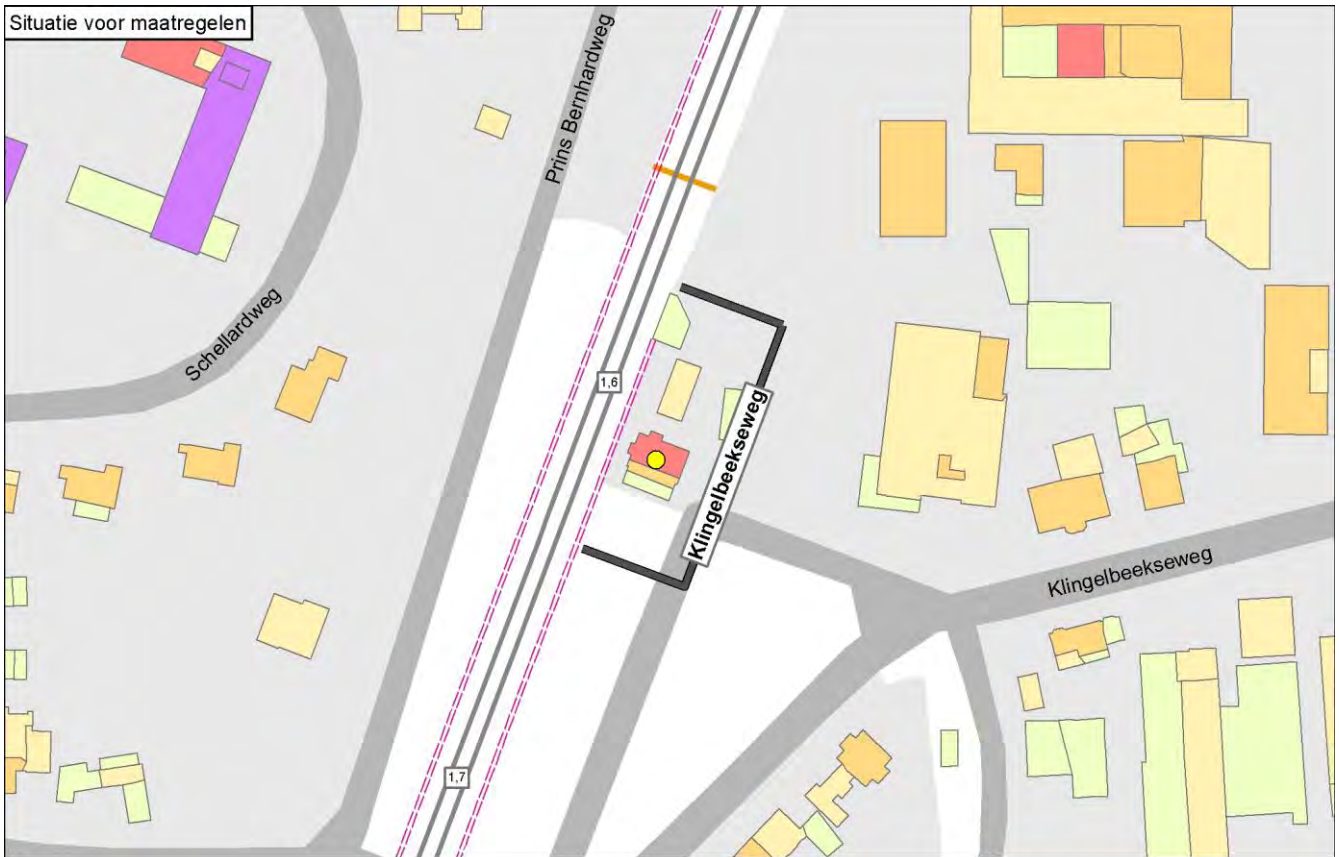 Situatie voor maatregelen
Prins Bernhardweg
Schellardweg
1,6
Klingelbeekseweg
Klingelbeekseweg
1,7